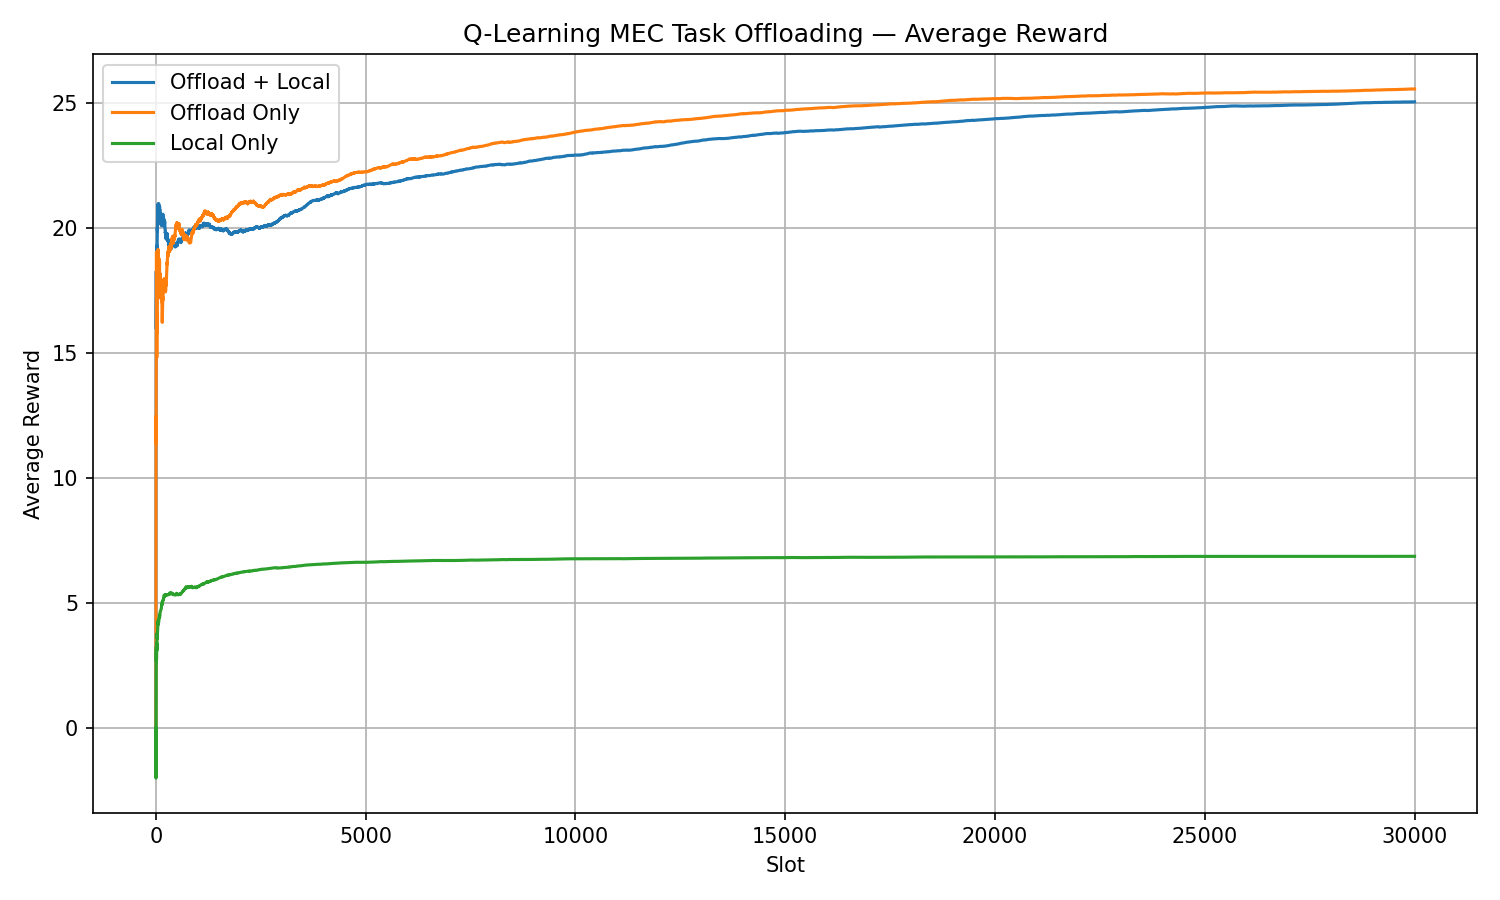 Q-Learning MEC Task Offloading — Average Reward
Offload + Local
Offload Only
Local Only
Average Reward
25
20
15
10
5
0
0
5000
10000
15000
20000
25000
30000
Slot